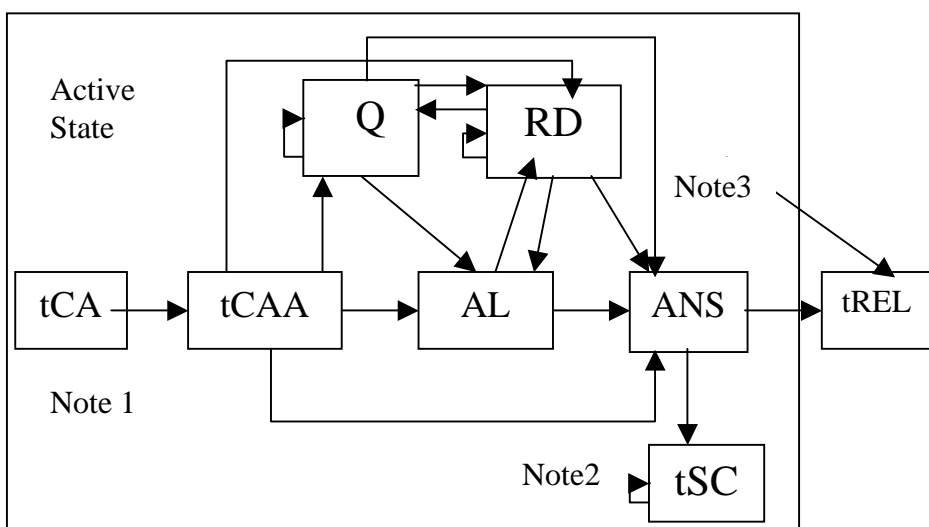 Active
State
Q
RD
Note3
tCA
tCAA
AL
ANS
tREL
Note 1
Note2
tSC